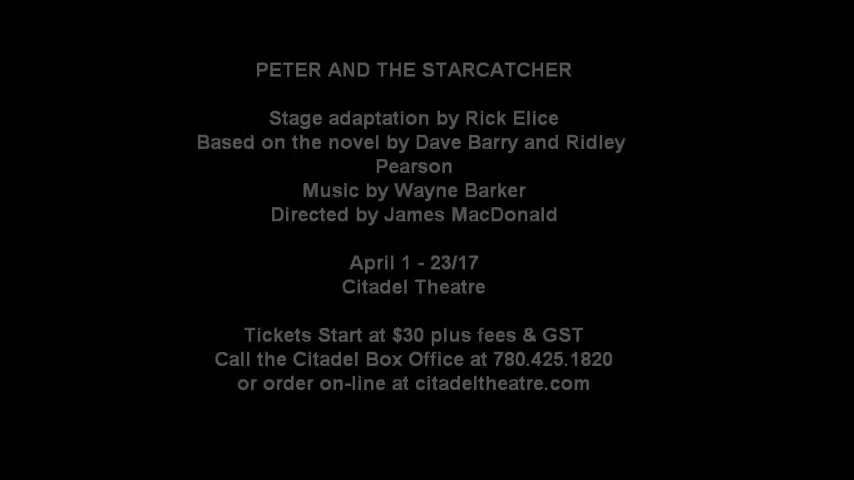 PETER AND THE STARCATCHER
Stage adaptation by Rick Elice
Based on the novel by Dave Barry and Ridley
Pearson
Music by Wayne Barker
Directed by James MacDonald
April 1 - 23/17
Citadel Theatre
Tickets Start at $30 plus fees & GST
Call the Citadel Box Office at 780.425.1820
or order on-line at citadeltheatre.com